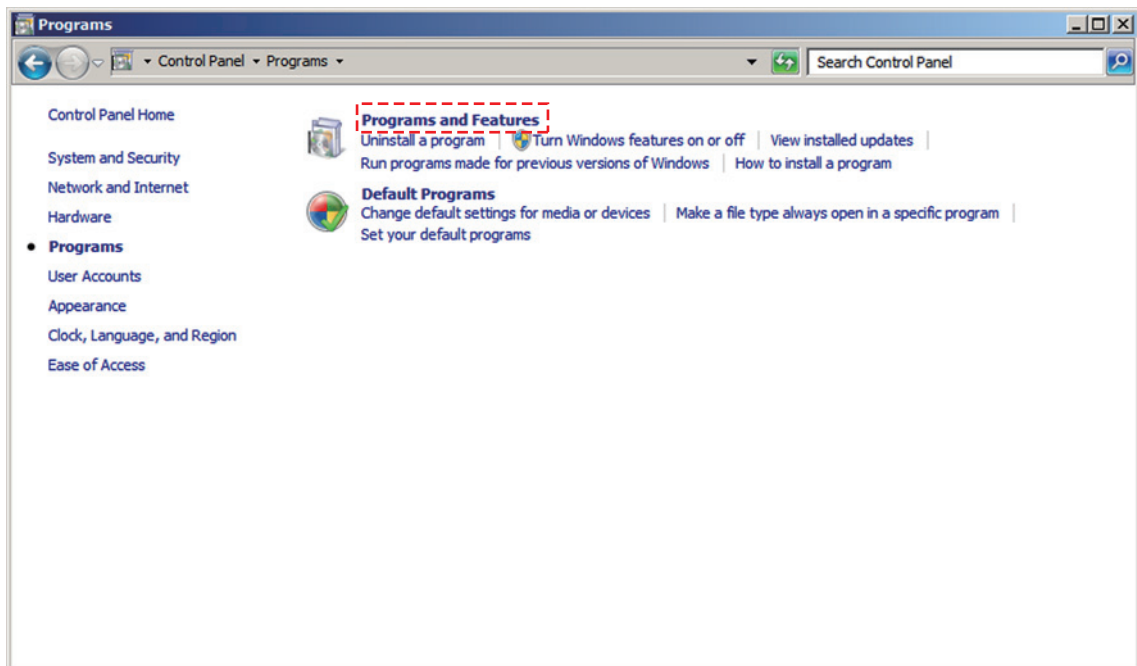 Programs
Control Panel Programs
Search Control Panel
Control Panel Home
System and Security
Network and Internet
Hardware
Programs
User Accounts
Appearance
Clock, Language, and Region
Ease of Access
Programs and Features
Uninstall a program Turn Windows features on or off View installed updates
Run programs made for previous versions of Windows How to install a program
Default Programs
Change default settings for media or devices Make a file type always open in a specific program
Set your default programs